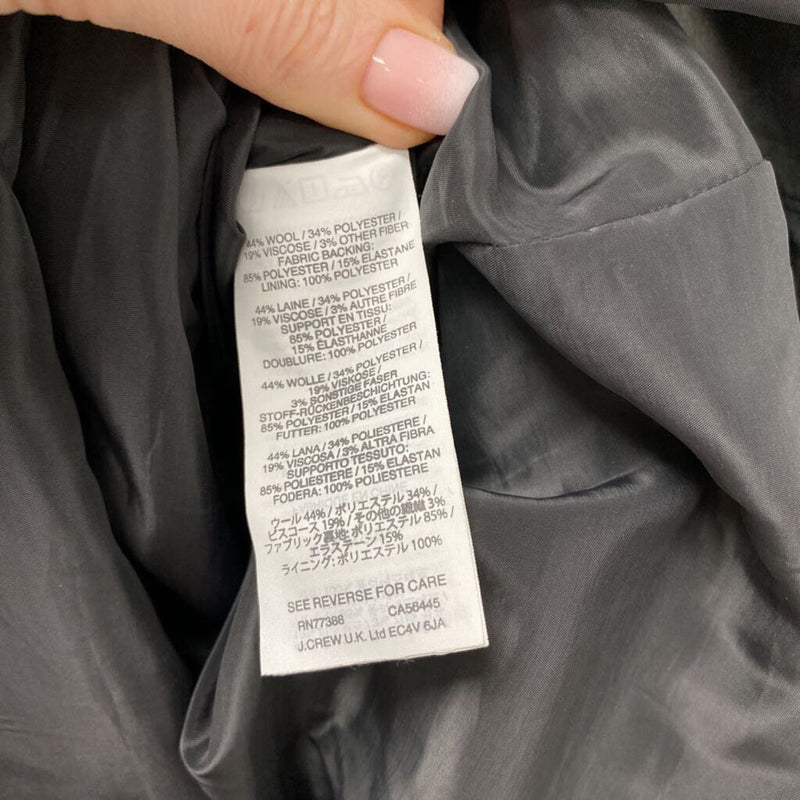 44% WOOL / 34% POLYESTER /
19% VISCOSE / 3% OTHER FIBER
FABRIC BACKING:
85% POLYESTER / 15% ELASTANE
LINING: 100% POLYESTER
44% LAINE / 34% POLYESTER /
19% VISCOSE / 3% AUTRE FIBRE
SUPPORT EN TISSU:
85% POLYESTER /
15% ELASTHANNE
DOUBLURE: 100% POLYESTER
44% WOLLE / 34% POLYESTER /
19% VISKOSE /
3% SONSTIGE FASER
STOFF-RÜCKENBESCHICHTUNG:
85% POLYESTER / 15% ELASTAN
FUTTER: 100% POLYESTER
44% LANA / 34% POLIESTERE /
19% VISCOSA / 3% ALTRA FIBRA
SUPPORTO TESSUTO:
85% POLIESTERE / 15% ELASTAN
FODERA: 100% POLIESTERE
ウール 44% / ポリエステル 34% /
ビスコース 19% / その他の繊維 3%
ファブリック裏地: ポリエステル 85% /
エラステーン 15%
ライニング: ポリエステル 100%
SEE REVERSE FOR CARE
RN77388 CA56445
J.CREW U.K. Ltd EC4V 6JA